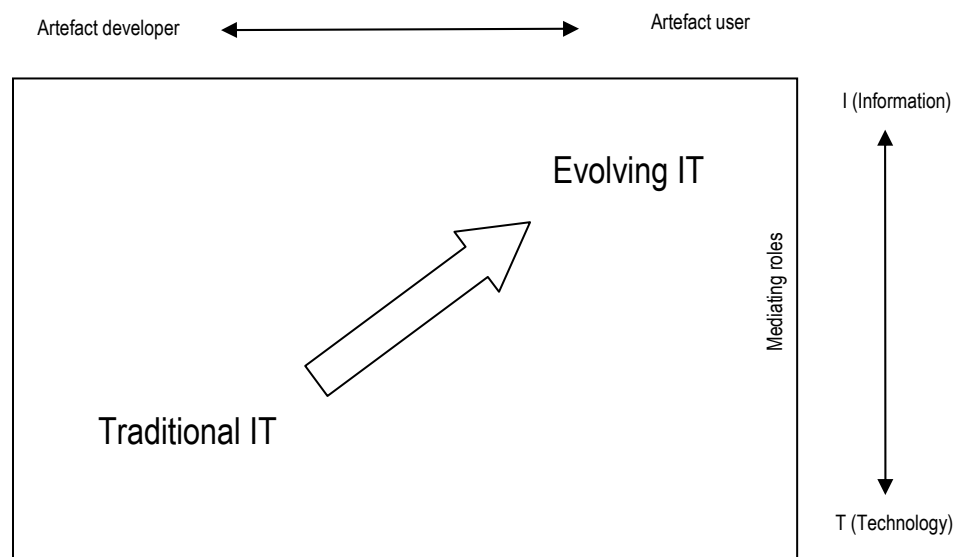 Artefact developer
Artefact user
I (Information)
Evolving IT
Mediating roles
Traditional IT
T (Technology)